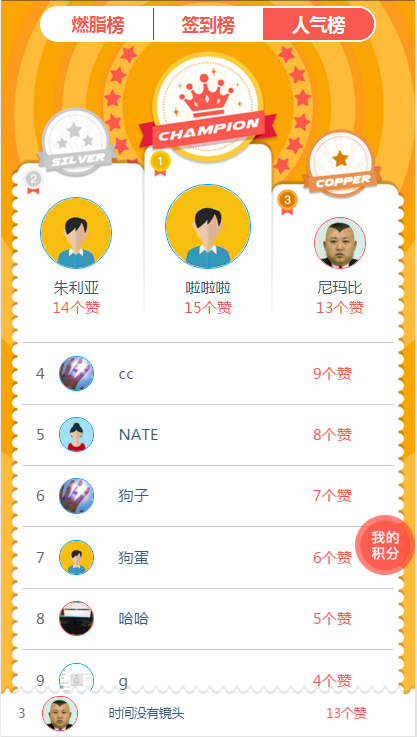 燃脂榜 签到榜 人气榜
CHAMPION
SILVER
COPPER
1
2
3
朱利亚 啦啦啦 尼玛比
14个赞 15个赞 13个赞
4 cc 9个赞
5 NATE 8个赞
6 狗子 7个赞
我的
积分
7 狗蛋 6个赞
8 哈哈 5个赞
9 g 4个赞
3 时间没有镜头 13个赞